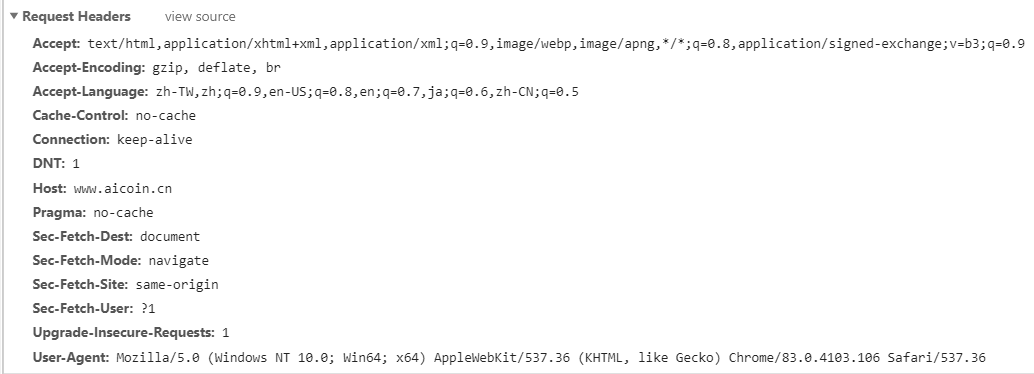 Request Headers view source
Accept: text/html,application/xhtml+xml,application/xml;q=0.9,image/webp,image/apng,*/*;q=0.8,application/signed-exchange;v=b3;q=0.9
Accept-Encoding: gzip, deflate, br
Accept-Language: zh-TW,zh;q=0.9,en-US;q=0.8,en;q=0.7,ja;q=0.6,zh-CN;q=0.5
Cache-Control: no-cache
Connection: keep-alive
DNT: 1
Host: www.aicoin.cn
Pragma: no-cache
Sec-Fetch-Dest: document
Sec-Fetch-Mode: navigate
Sec-Fetch-Site: same-origin
Sec-Fetch-User: ?1
Upgrade-Insecure-Requests: 1
User-Agent: Mozilla/5.0 (Windows NT 10.0; Win64; x64) AppleWebKit/537.36 (KHTML, like Gecko) Chrome/83.0.4103.106 Safari/537.36